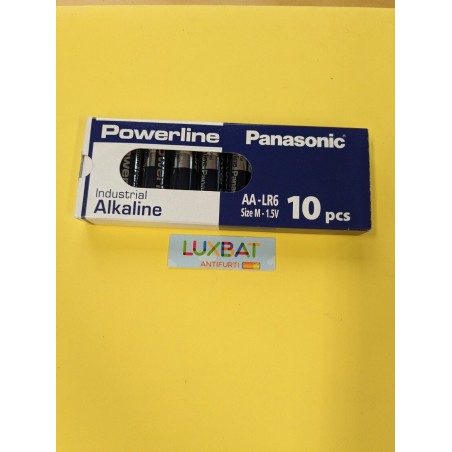 Powerline
Panasonic
Industrial
Alkaline
AA - LR6
Size M - 1.5V
10 pcs
LUXBAT
ANTIFURTI